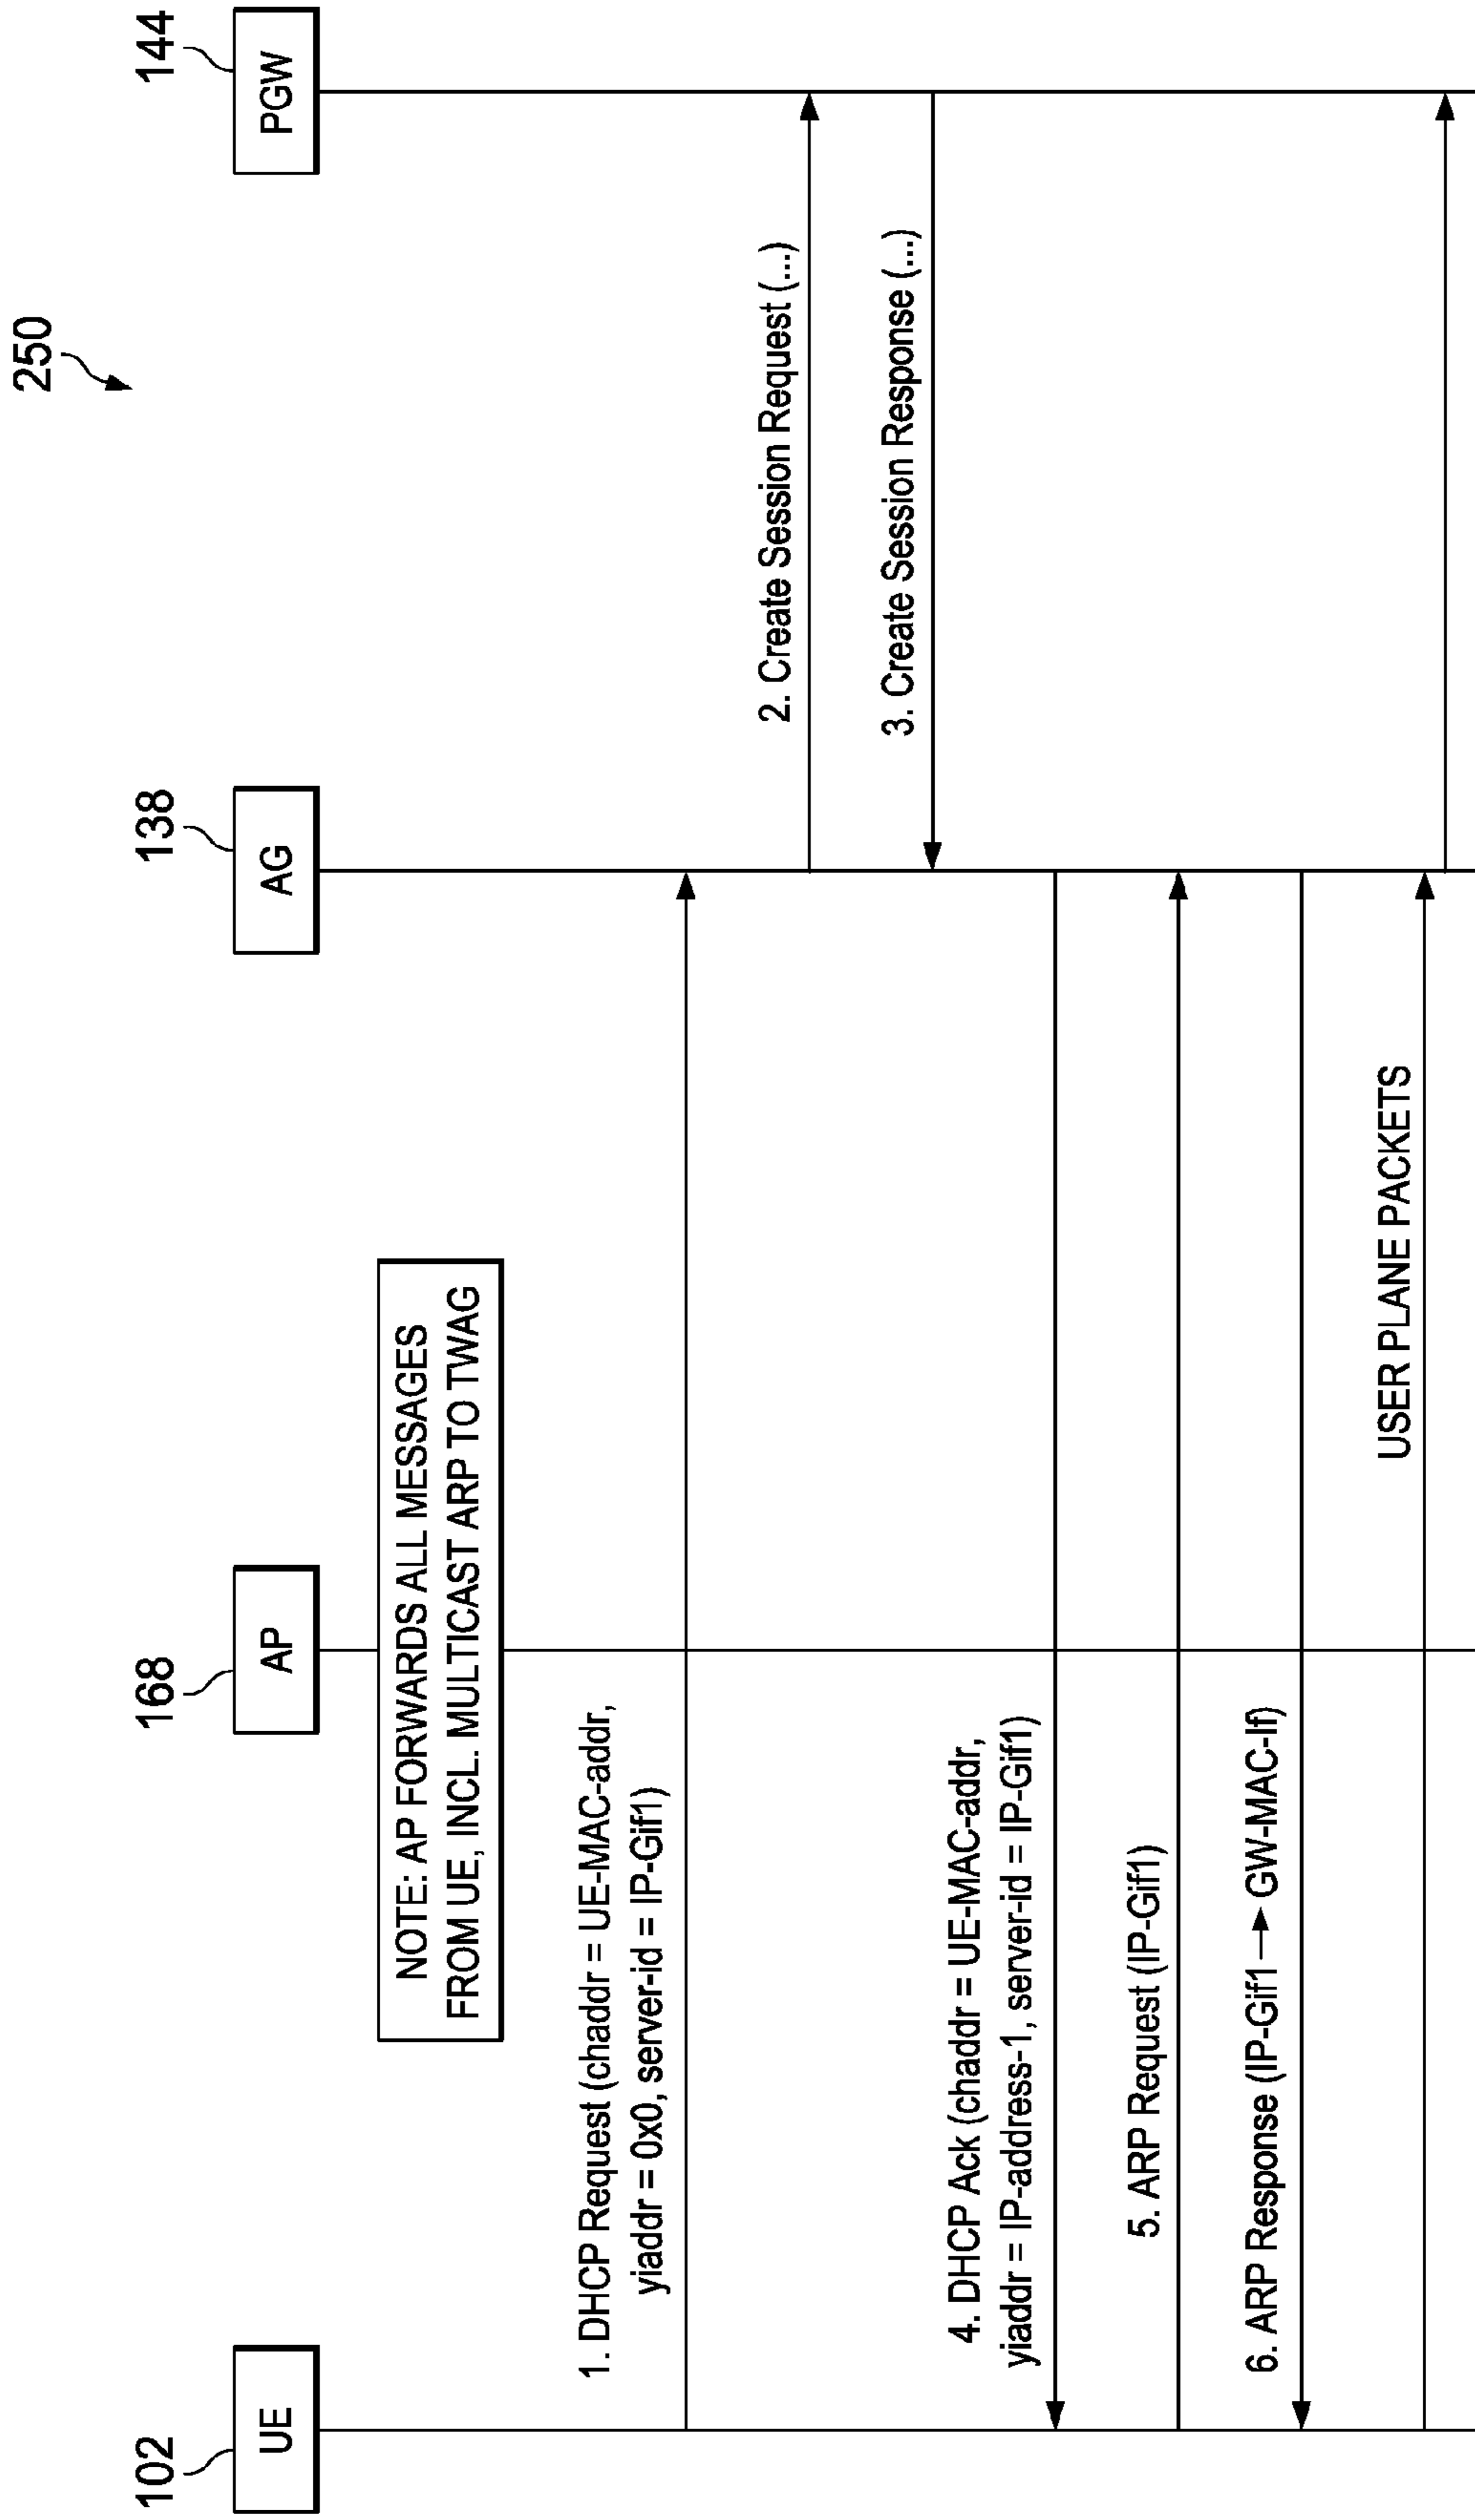 250
102
168
138
144
UE
AP
AG
PGW
NOTE: AP FORWARDS ALL MESSAGES
FROM UE, INCL. MULTICAST ARP TO TWAG
1. DHCP Request (chaddr = UE-MAC-addr,
yiaddr = 0x0, server-id = IP-Gif1)
2. Create Session Request (...)
3. Create Session Response (...)
4. DHCP Ack (chaddr = UE-MAC-addr,
yiaddr = IP-address-1, server-id = IP-Gif1)
5. ARP Request (IP-Gif1)
6. ARP Response (IP-Gif1 → GW-MAC-If)
USER PLANE PACKETS